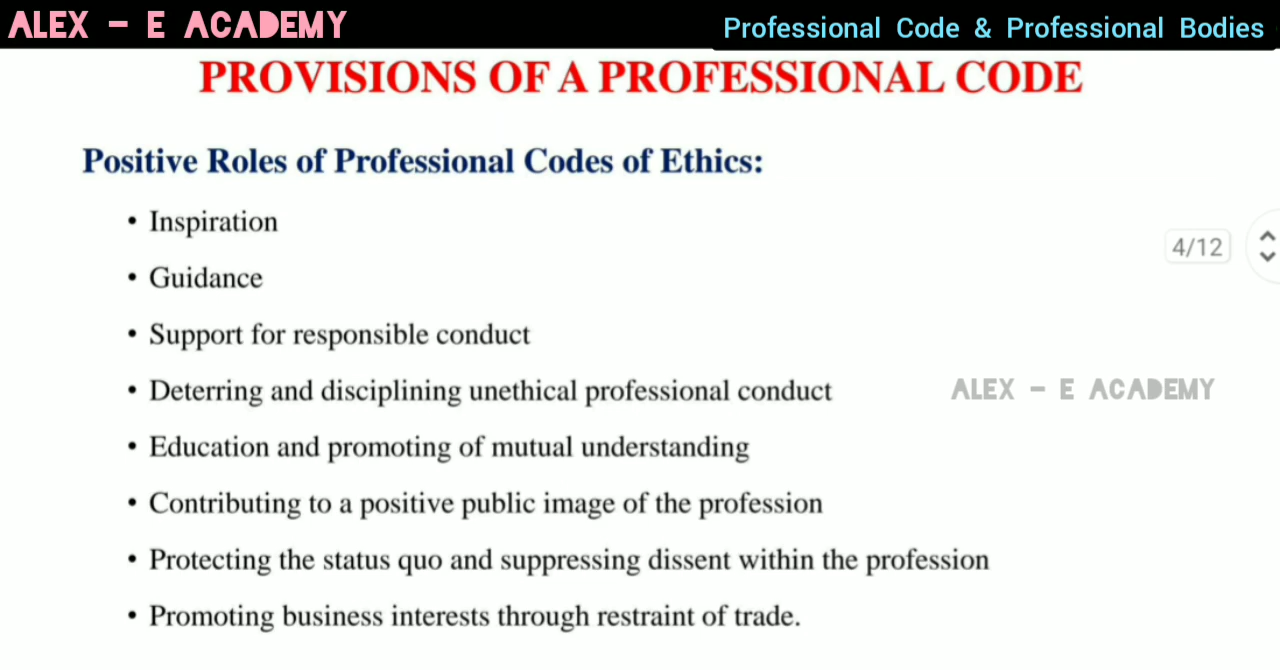 ALEX - E ACADEMY
Professional Code & Professional Bodies
PROVISIONS OF A PROFESSIONAL CODE
Positive Roles of Professional Codes of Ethics:
• Inspiration
• Guidance
4/12
• Support for responsible conduct
• Deterring and disciplining unethical professional conduct
ALEX - E ACADEMY
• Education and promoting of mutual understanding
• Contributing to a positive public image of the profession
• Protecting the status quo and suppressing dissent within the profession
• Promoting business interests through restraint of trade.